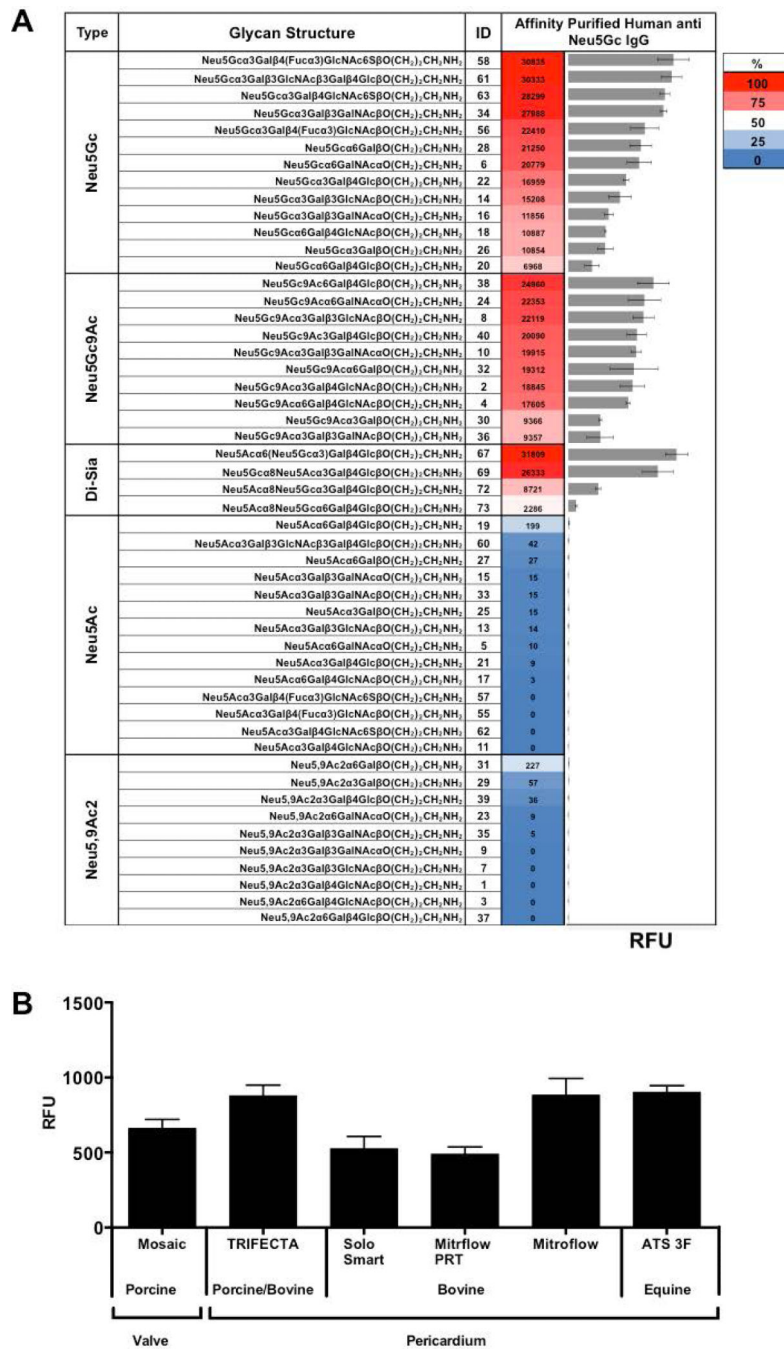 A
Type Glycan Structure ID Affinity Purified Human anti Neu5Gc IgG
%
100
75
50
25
0
Neu5Gc
Neu5Gcα3Galβ4(Fucα3)GlcNAc6SβO(CH₂)₂CH₂NH₂ 58 30835
Neu5Gcα3Galβ3GlcNAcβ3Galβ4GlcβO(CH₂)₂CH₂NH₂ 61 30333
Neu5Gcα3Galβ4GlcNAc6SβO(CH₂)₂CH₂NH₂ 63 28299
Neu5Gcα3Galβ3GalNAcβO(CH₂)₂CH₂NH₂ 34 27988
Neu5Gcα3Galβ4(Fucα3)GlcNAcβO(CH₂)₂CH₂NH₂ 56 22410
Neu5Gcα6GalβO(CH₂)₂CH₂NH₂ 28 21250
Neu5Gcα6GalNAcαO(CH₂)₂CH₂NH₂ 6 20779
Neu5Gcα3Galβ4GlcβO(CH₂)₂CH₂NH₂ 22 16959
Neu5Gcα3Galβ3GlcNAcβO(CH₂)₂CH₂NH₂ 14 15208
Neu5Gcα3Galβ3GalNAcαO(CH₂)₂CH₂NH₂ 16 11856
Neu5Gcα6Galβ4GlcNAcβO(CH₂)₂CH₂NH₂ 18 10887
Neu5Gcα3GalβO(CH₂)₂CH₂NH₂ 26 10854
Neu5Gcα6Galβ4GlcβO(CH₂)₂CH₂NH₂ 20 6968
Neu5Gc9Ac
Neu5Gc9Acα6Galβ4GlcβO(CH₂)₂CH₂NH₂ 38 24960
Neu5Gc9Acα6GalNAcαO(CH₂)₂CH₂NH₂ 24 22353
Neu5Gc9Acα3Galβ3GlcNAcβO(CH₂)₂CH₂NH₂ 8 22119
Neu5Gc9Ac3Galβ4GlcβO(CH₂)₂CH₂NH₂ 40 20090
Neu5Gc9Acα3Galβ3GalNAcαO(CH₂)₂CH₂NH₂ 10 19915
Neu5Gc9Acα6GalβO(CH₂)₂CH₂NH₂ 32 19312
Neu5Gc9Acα3Galβ4GlcNAcβO(CH₂)₂CH₂NH₂ 2 18845
Neu5Gc9Acα6Galβ4GlcNAcβO(CH₂)₂CH₂NH₂ 4 17605
Neu5Gc9Acα3GalβO(CH₂)₂CH₂NH₂ 30 9366
Neu5Gc9Acα3Galβ3GalNAcβO(CH₂)₂CH₂NH₂ 36 9357
Di-Sia
Neu5Acα6(Neu5Gcα3)Galβ4GlcβO(CH₂)₂CH₂NH₂ 67 31809
Neu5Gcα8Neu5Acα3Galβ4GlcβO(CH₂)₂CH₂NH₂ 69 26333
Neu5Acα8Neu5Gcα3Galβ4GlcβO(CH₂)₂CH₂NH₂ 72 8721
Neu5Acα8Neu5Gcα6Galβ4GlcβO(CH₂)₂CH₂NH₂ 73 2286
Neu5Ac
Neu5Acα6Galβ4GlcβO(CH₂)₂CH₂NH₂ 19 199
Neu5Acα3Galβ3GlcNAcβ3Galβ4GlcβO(CH₂)₂CH₂NH₂ 60 42
Neu5Acα6GalβO(CH₂)₂CH₂NH₂ 27 27
Neu5Acα3Galβ3GalNAcαO(CH₂)₂CH₂NH₂ 15 15
Neu5Acα3Galβ3GalNAcβO(CH₂)₂CH₂NH₂ 33 15
Neu5Acα3GalβO(CH₂)₂CH₂NH₂ 25 15
Neu5Acα3Galβ3GlcNAcβO(CH₂)₂CH₂NH₂ 13 14
Neu5Acα6GalNAcαO(CH₂)₂CH₂NH₂ 5 10
Neu5Acα3Galβ4GlcβO(CH₂)₂CH₂NH₂ 21 9
Neu5Acα6Galβ4GlcNAcβO(CH₂)₂CH₂NH₂ 17 3
Neu5Acα3Galβ4(Fucα3)GlcNAc6SβO(CH₂)₂CH₂NH₂ 57 0
Neu5Acα3Galβ4(Fucα3)GlcNAcβO(CH₂)₂CH₂NH₂ 55 0
Neu5Acα3Galβ4GlcNAc6SβO(CH₂)₂CH₂NH₂ 62 0
Neu5Acα3Galβ4GlcNAcβO(CH₂)₂CH₂NH₂ 11 0
Neu5,9Ac2
Neu5,9Ac2α6GalβO(CH₂)₂CH₂NH₂ 31 227
Neu5,9Ac2α3GalβO(CH₂)₂CH₂NH₂ 29 57
Neu5,9Ac2α3Galβ4GlcβO(CH₂)₂CH₂NH₂ 39 36
Neu5,9Ac2α6GalNAcαO(CH₂)₂CH₂NH₂ 23 9
Neu5,9Ac2α3Galβ3GalNAcβO(CH₂)₂CH₂NH₂ 35 5
Neu5,9Ac2α3Galβ3GalNAcαO(CH₂)₂CH₂NH₂ 9 0
Neu5,9Ac2α3Galβ3GlcNAcβO(CH₂)₂CH₂NH₂ 7 0
Neu5,9Ac2α3Galβ4GlcNAcβO(CH₂)₂CH₂NH₂ 1 0
Neu5,9Ac2α6Galβ4GlcNAcβO(CH₂)₂CH₂NH₂ 3 0
Neu5,9Ac2α6Galβ4GlcβO(CH₂)₂CH₂NH₂ 37 0
RFU
B
1500
1000
500
0
RFU
Mosaic TRIFECTA Solo Smart Mitrflow PRT Mitroflow ATS 3F
Porcine Porcine/Bovine Bovine Equine
Valve Pericardium